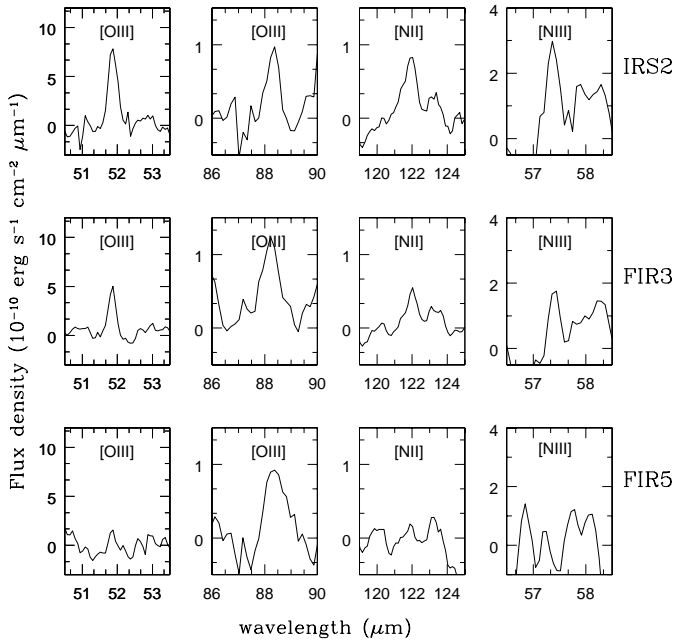 [OIII] [OIII] [NII] [NIII]
10 5 0
1 0
1 0
4 2 0
IRS2
51 52 53
86 88 90
120 122 124
57 58
[OIII] [OIII] [NII] [NIII]
10 5 0
1 0
1 0
4 2 0
FIR3
51 52 53
86 88 90
120 122 124
57 58
[OIII] [OIII] [NII] [NIII]
10 5 0
1 0
1 0
4 2 0
FIR5
51 52 53
86 88 90
120 122 124
57 58
Flux density (10⁻¹⁰ erg s⁻¹ cm⁻² μm⁻¹)
wavelength (μm)